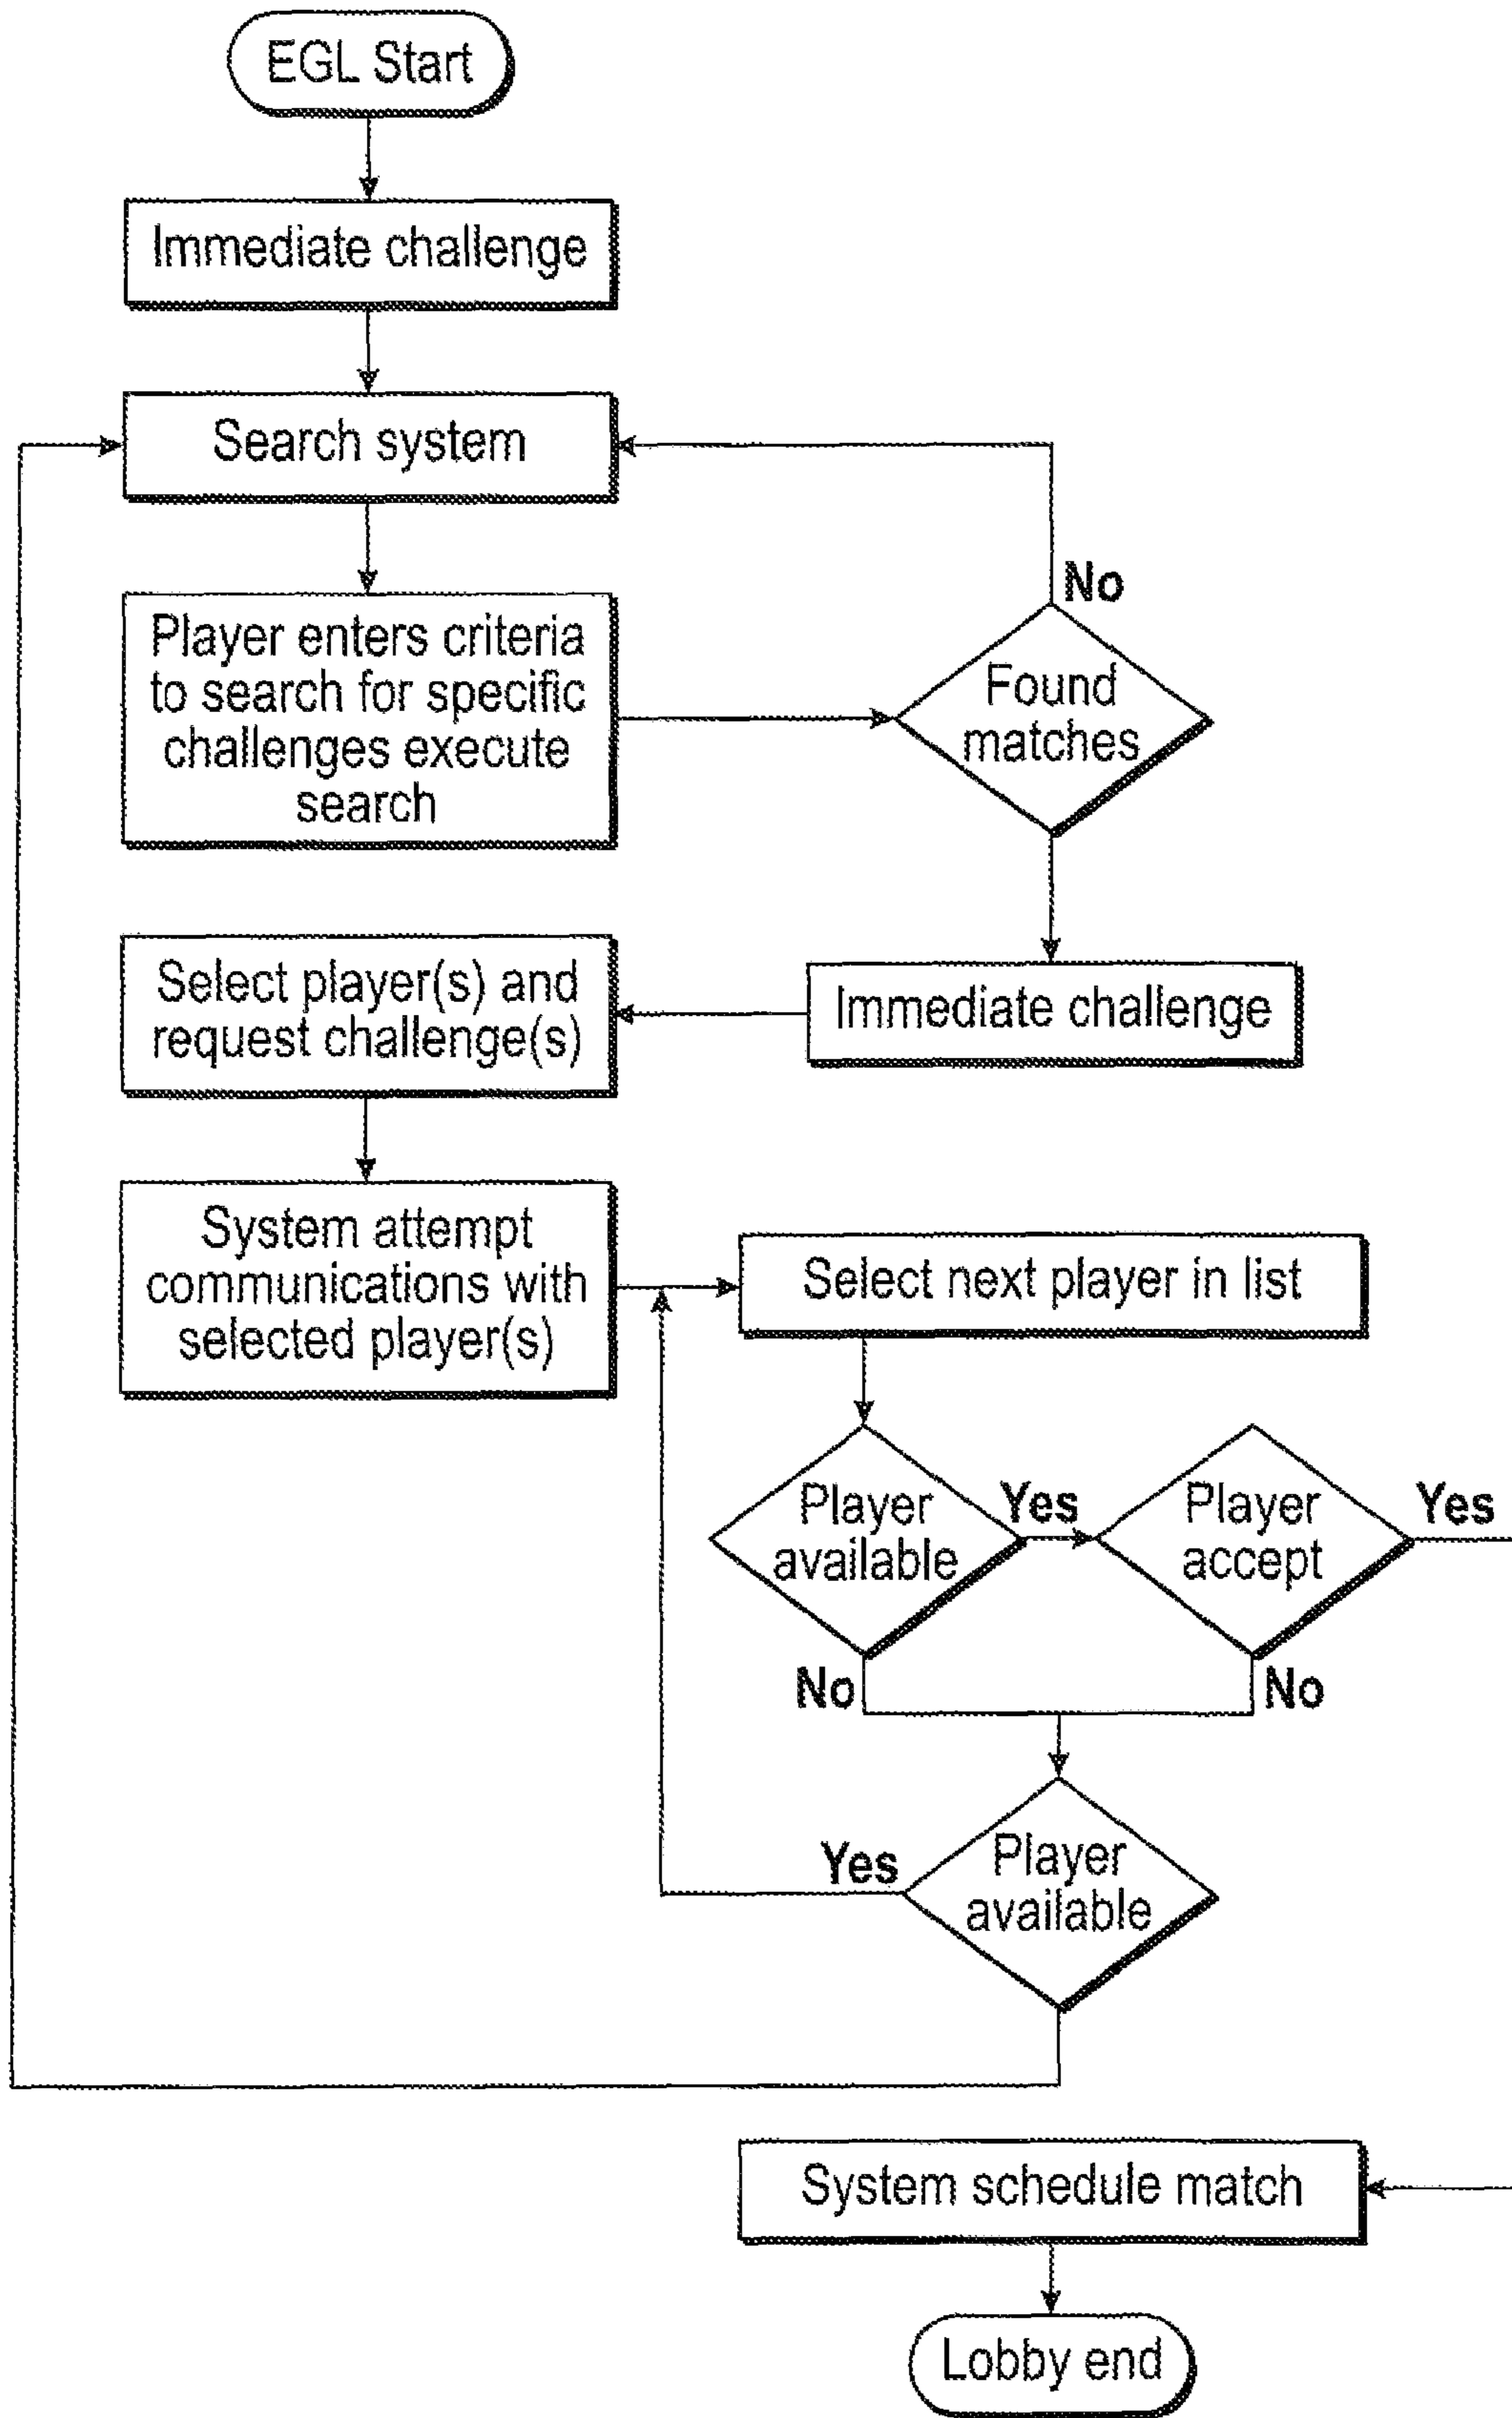 EGL Start
Immediate challenge
Search system
No
Player enters criteria
to search for specific
challenges execute
search
Found
matches
Select player(s) and
request challenge(s)
Immediate challenge
System attempt
communications with
selected player(s)
Select next player in list
Player
available
Yes
Player
accept
Yes
No
No
Yes
Player
available
System schedule match
Lobby end